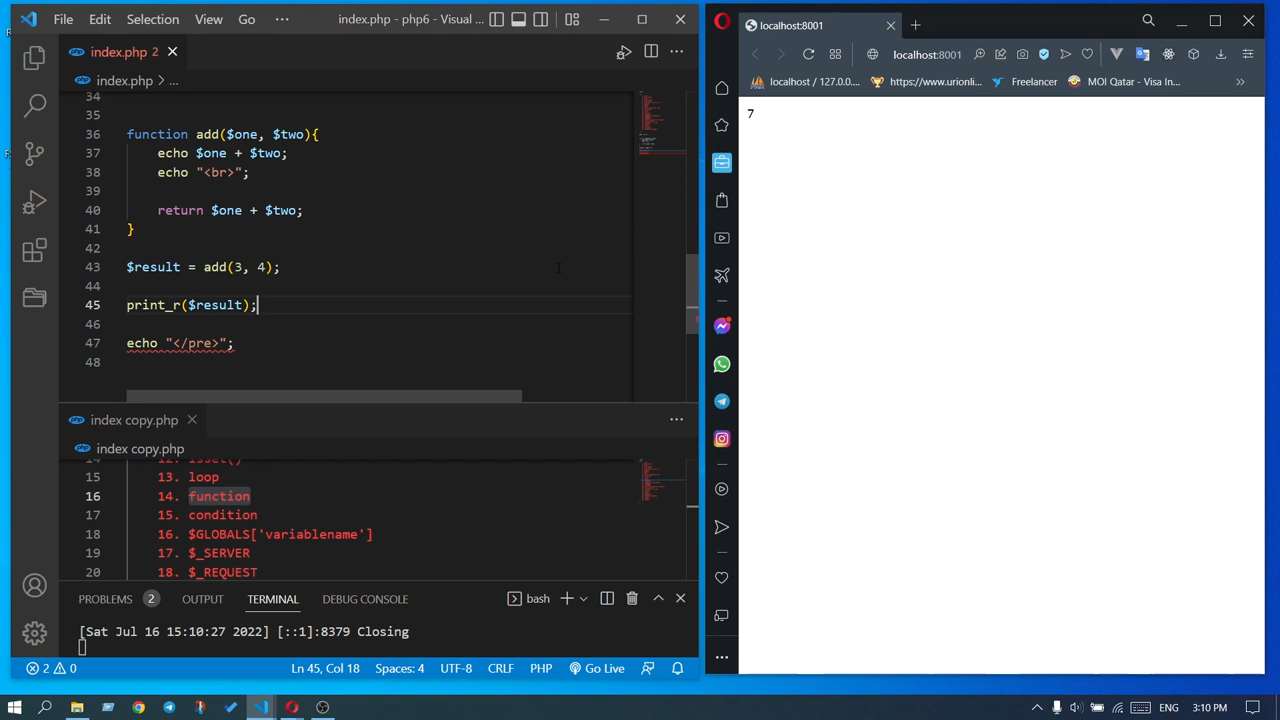 File Edit Selection View Go ··· index.php - php6 - Visual ...
index.php 2
index.php > ...
34
35
36 function add($one, $two){
37 echo $one + $two;
38 echo "<br>";
39
40 return $one + $two;
41 }
42
43 $result = add(3, 4);
44
45 print_r($result);
46
47 echo "</pre>";
48
index copy.php
index copy.php
14 12. isset()
15 13. loop
16 14. function
17 15. condition
18 16. $GLOBALS['variablename']
19 17. $_SERVER
20 18. $_REQUEST
PROBLEMS 2 OUTPUT TERMINAL DEBUG CONSOLE bash
[Sat Jul 16 15:10:27 2022] [::1]:8379 Closing
2 0 Ln 45, Col 18 Spaces: 4 UTF-8 CRLF PHP Go Live
localhost:8001
localhost:8001
localhost / 127.0.0.... https://www.urionli... Freelancer MOI Qatar - Visa In...
7
ENG 3:10 PM